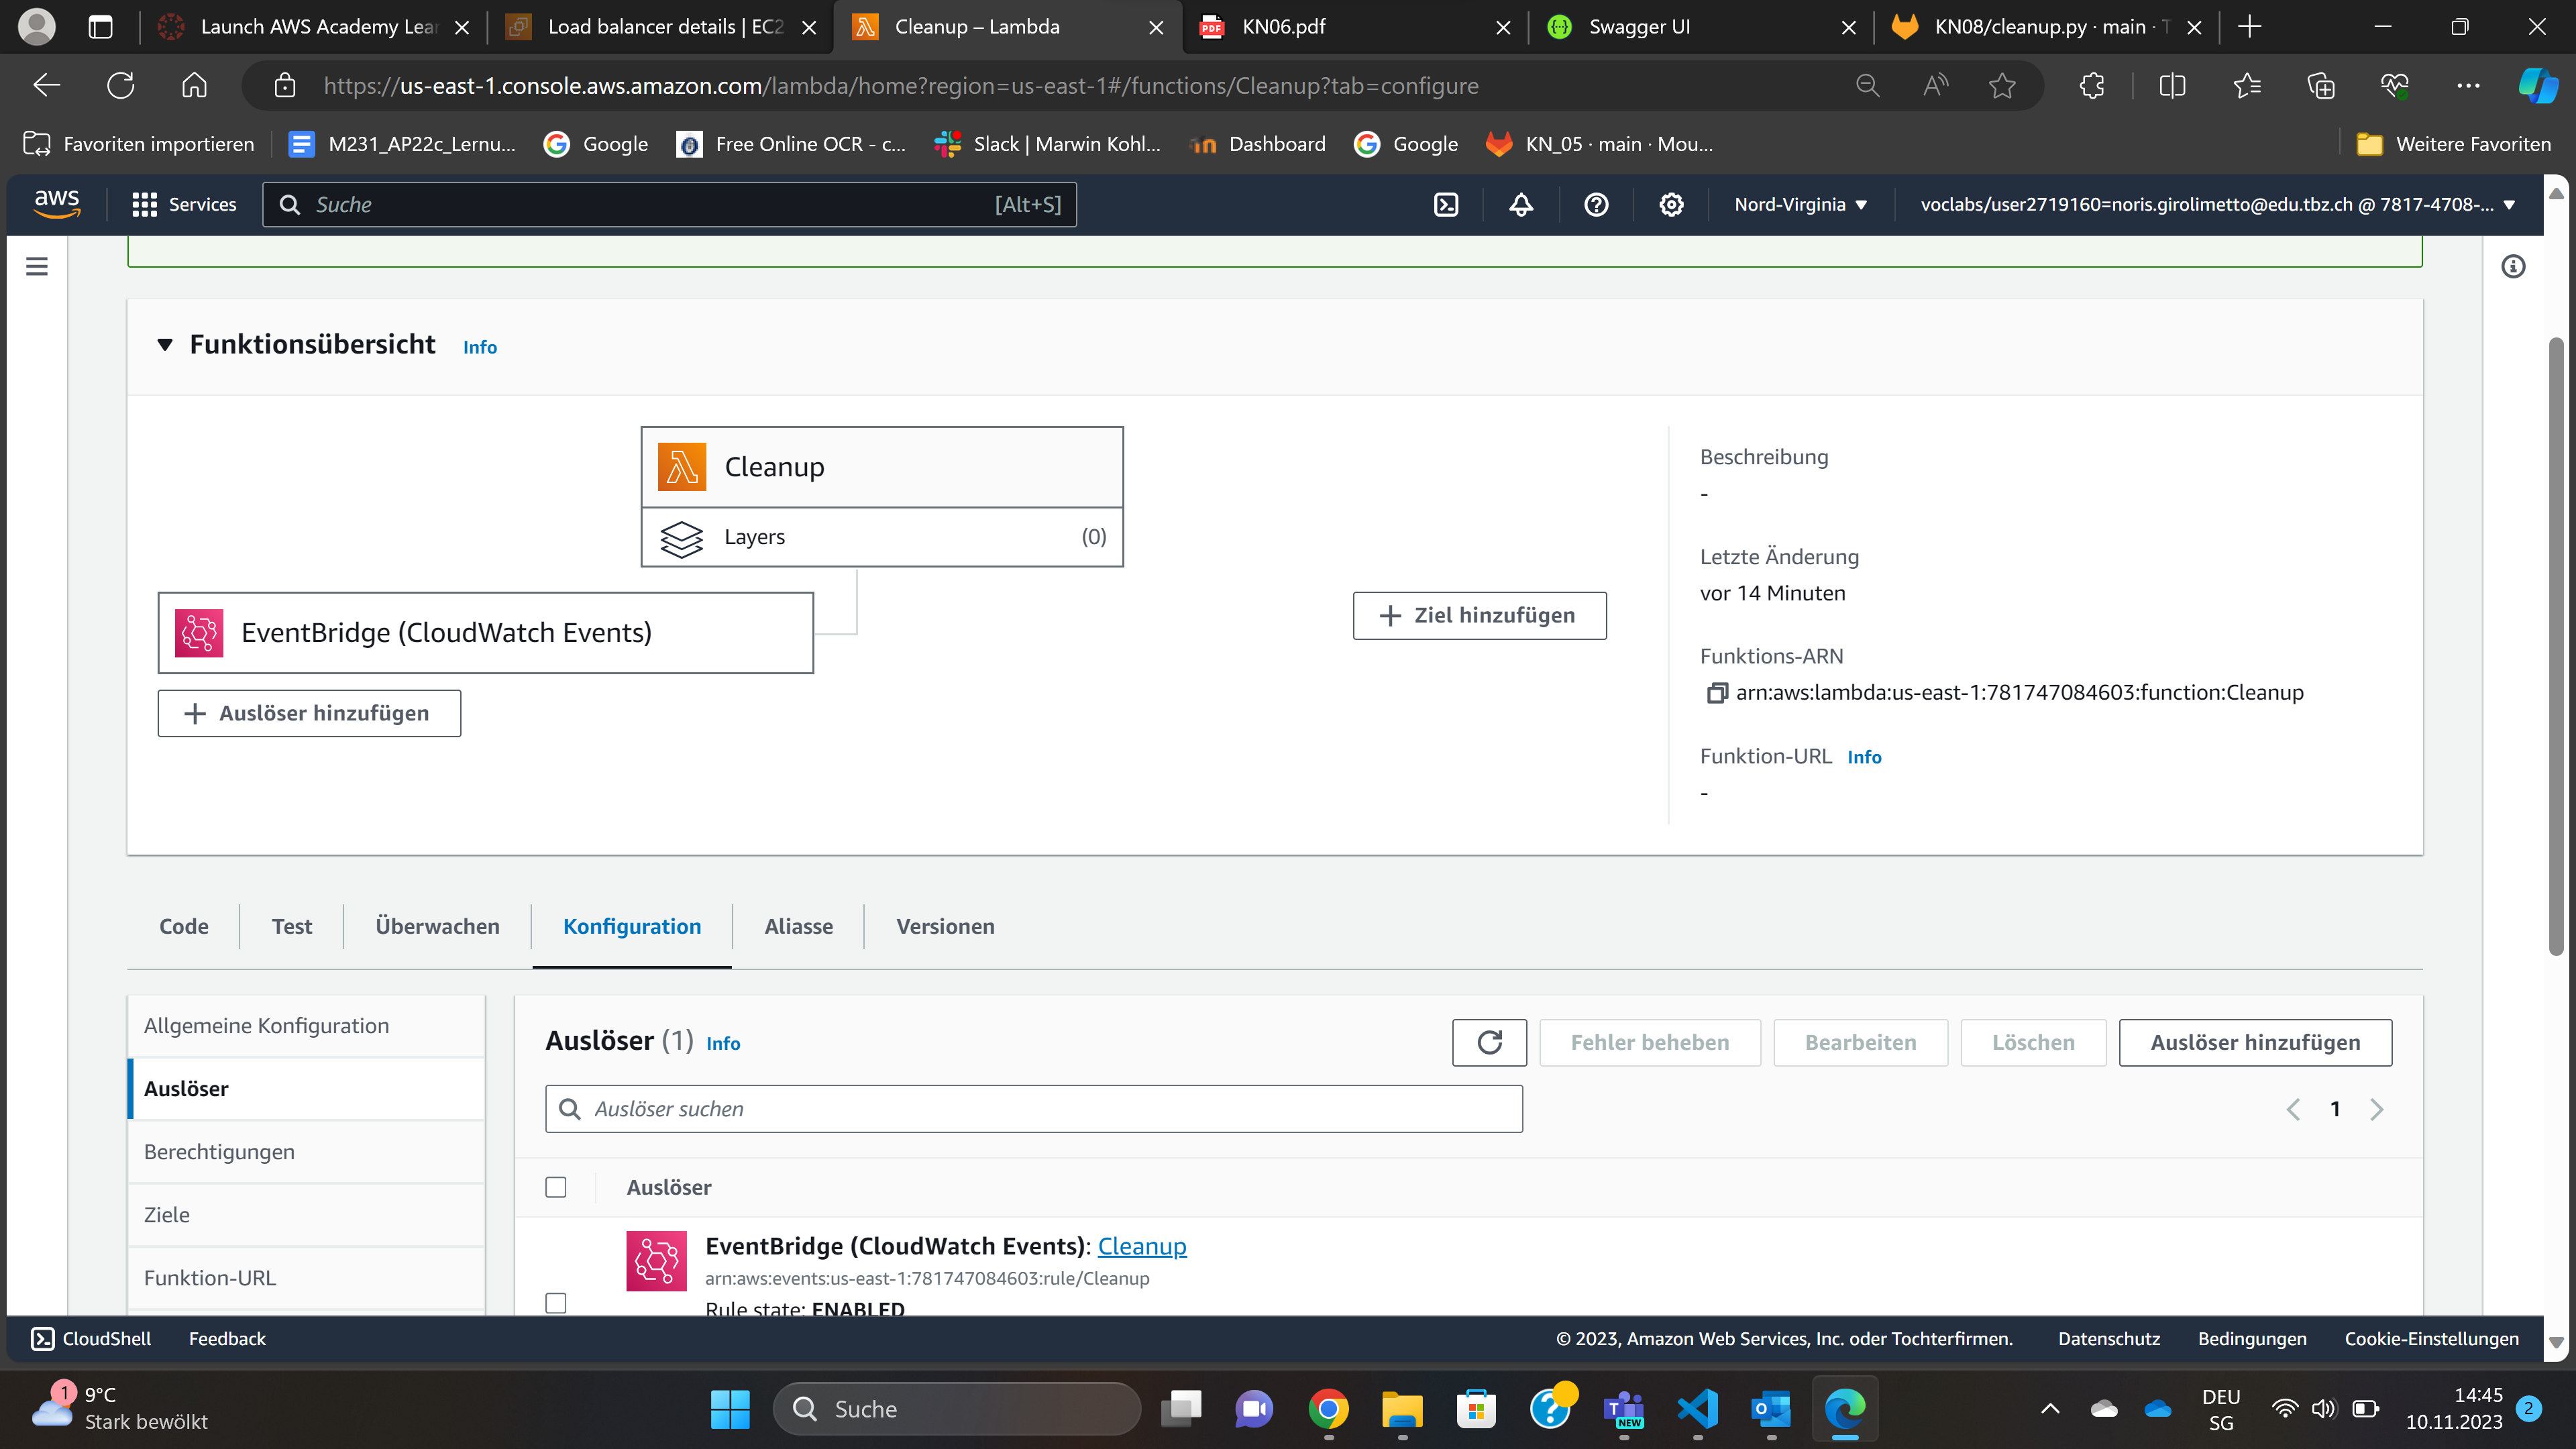 Launch AWS Academy Lear
Load balancer details | EC2
Cleanup – Lambda
KN06.pdf
Swagger UI
KN08/cleanup.py · main · T
https://us-east-1.console.aws.amazon.com/lambda/home?region=us-east-1#/functions/Cleanup?tab=configure
Favoriten importieren
M231_AP22c_Lernu...
Google
Free Online OCR - c...
Slack | Marwin Kohl...
Dashboard
Google
KN_05 · main · Mou...
Weitere Favoriten
aws
Services
Suche
[Alt+S]
Nord-Virginia
voclabs/user2719160=noris.girolimetto@edu.tbz.ch @ 7817-4708-...
Funktionsübersicht Info
Cleanup
Layers (0)
EventBridge (CloudWatch Events)
Auslöser hinzufügen
Ziel hinzufügen
Beschreibung
-
Letzte Änderung
vor 14 Minuten
Funktions-ARN
arn:aws:lambda:us-east-1:781747084603:function:Cleanup
Funktion-URL Info
-
Code
Test
Überwachen
Konfiguration
Aliasse
Versionen
Allgemeine Konfiguration
Auslöser
Berechtigungen
Ziele
Funktion-URL
Auslöser (1) Info
Fehler beheben
Bearbeiten
Löschen
Auslöser hinzufügen
Auslöser suchen
1
Auslöser
EventBridge (CloudWatch Events): Cleanup
arn:aws:events:us-east-1:781747084603:rule/Cleanup
Rule state: ENABLED
CloudShell
Feedback
© 2023, Amazon Web Services, Inc. oder Tochterfirmen.
Datenschutz
Bedingungen
Cookie-Einstellungen
1
9°C
Stark bewölkt
Suche
NEW
DEU
SG
14:45
10.11.2023
2